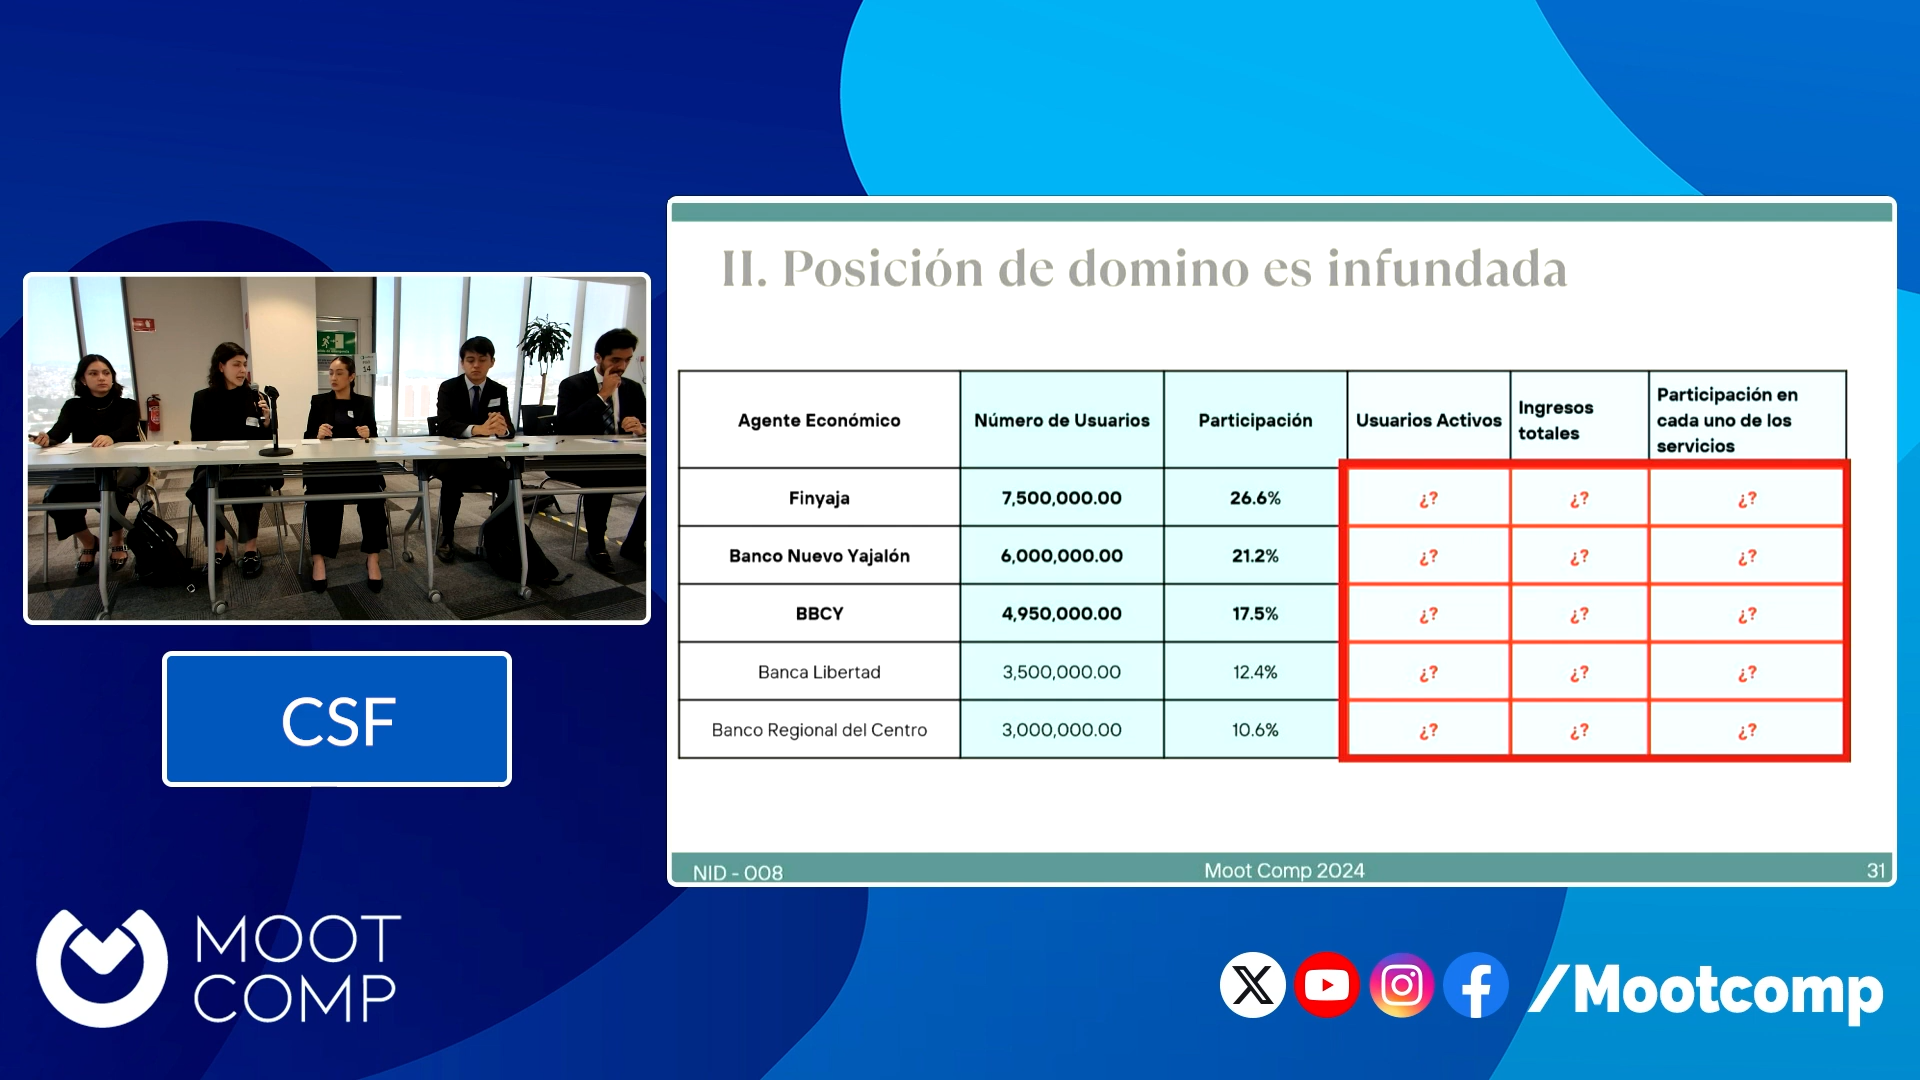 II. Posición de domino es infundada
Agente Económico
Número de Usuarios
Participación
Usuarios Activos
Ingresos
totales
Participación en
cada uno de los
servicios
Finyaja
7,500,000.00
26.6%
¿?
¿?
¿?
Banco Nuevo Yajalón
6,000,000.00
21.2%
¿?
¿?
¿?
BBCY
4,950,000.00
17.5%
¿?
¿?
¿?
Banca Libertad
3,500,000.00
12.4%
¿?
¿?
¿?
Banco Regional del Centro
3,000,000.00
10.6%
¿?
¿?
¿?
NID - 008
Moot Comp 2024
31
14
CSF
MOOT
COMP
/Mootcomp